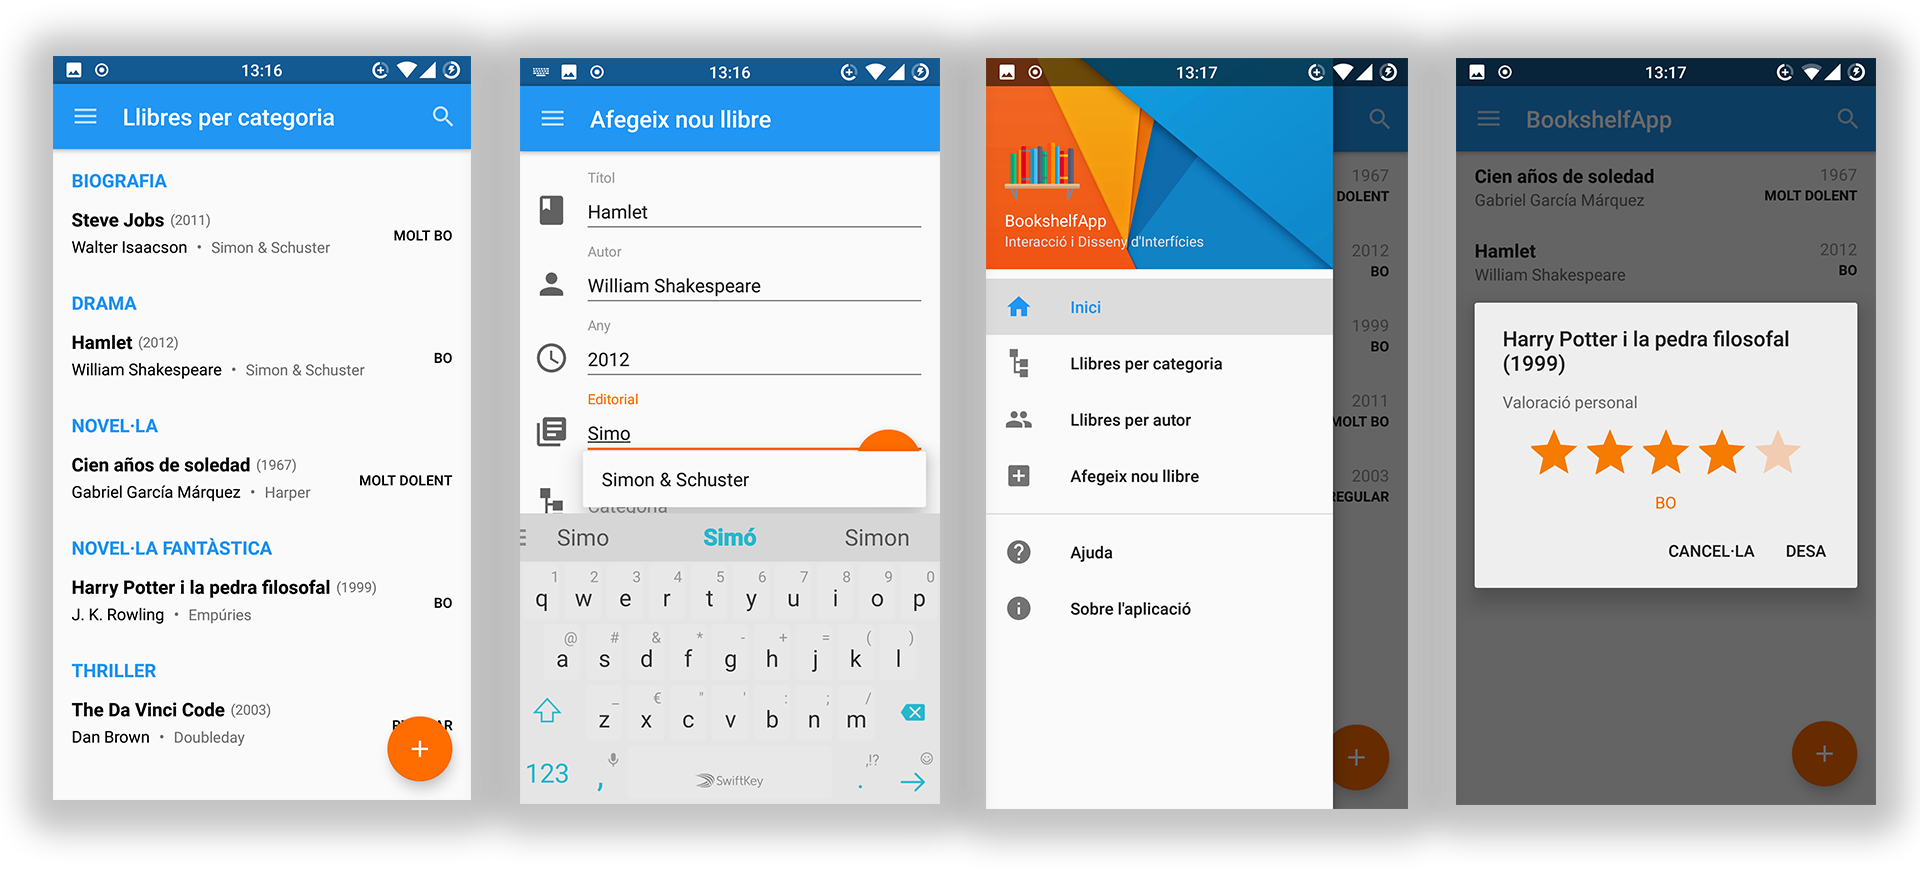 13:16
Llibres per categoria
BIOGRAFIA
Steve Jobs (2011)
Walter Isaacson • Simon & Schuster
MOLT BO
DRAMA
Hamlet (2012)
William Shakespeare • Simon & Schuster
BO
NOVEL·LA
Cien años de soledad (1967)
Gabriel García Márquez • Harper
MOLT DOLENT
NOVEL·LA FANTÀSTICA
Harry Potter i la pedra filosofal (1999)
J. K. Rowling • Empúries
BO
THRILLER
The Da Vinci Code (2003)
Dan Brown • Doubleday
+
13:16
Afegeix nou llibre
Títol
Hamlet
Autor
William Shakespeare
Any
2012
Editorial
Simo
Simon & Schuster
Categoria
Simo Simó Simon
1 2 3 4 5 6 7 8 9 0
q w e r t y u i o p
@ # & * - + = ( )
a s d f g h j k l
_ € " ' : ; /
z x c v b n m
,!?
123 , SwiftKey .
13:17
BookshelfApp
Interacció i Disseny d'Interfícies
Inici
Llibres per categoria
Llibres per autor
Afegeix nou llibre
Ajuda
Sobre l'aplicació
1967
DOLENT
2012
BO
1999
BO
2011
MOLT BO
2003
REGULAR
+
13:17
BookshelfApp
Cien años de soledad 1967
Gabriel García Márquez MOLT DOLENT
Hamlet 2012
William Shakespeare BO
Harry Potter i la pedra filosofal
(1999)
Valoració personal
BO
CANCEL·LA DESA
+